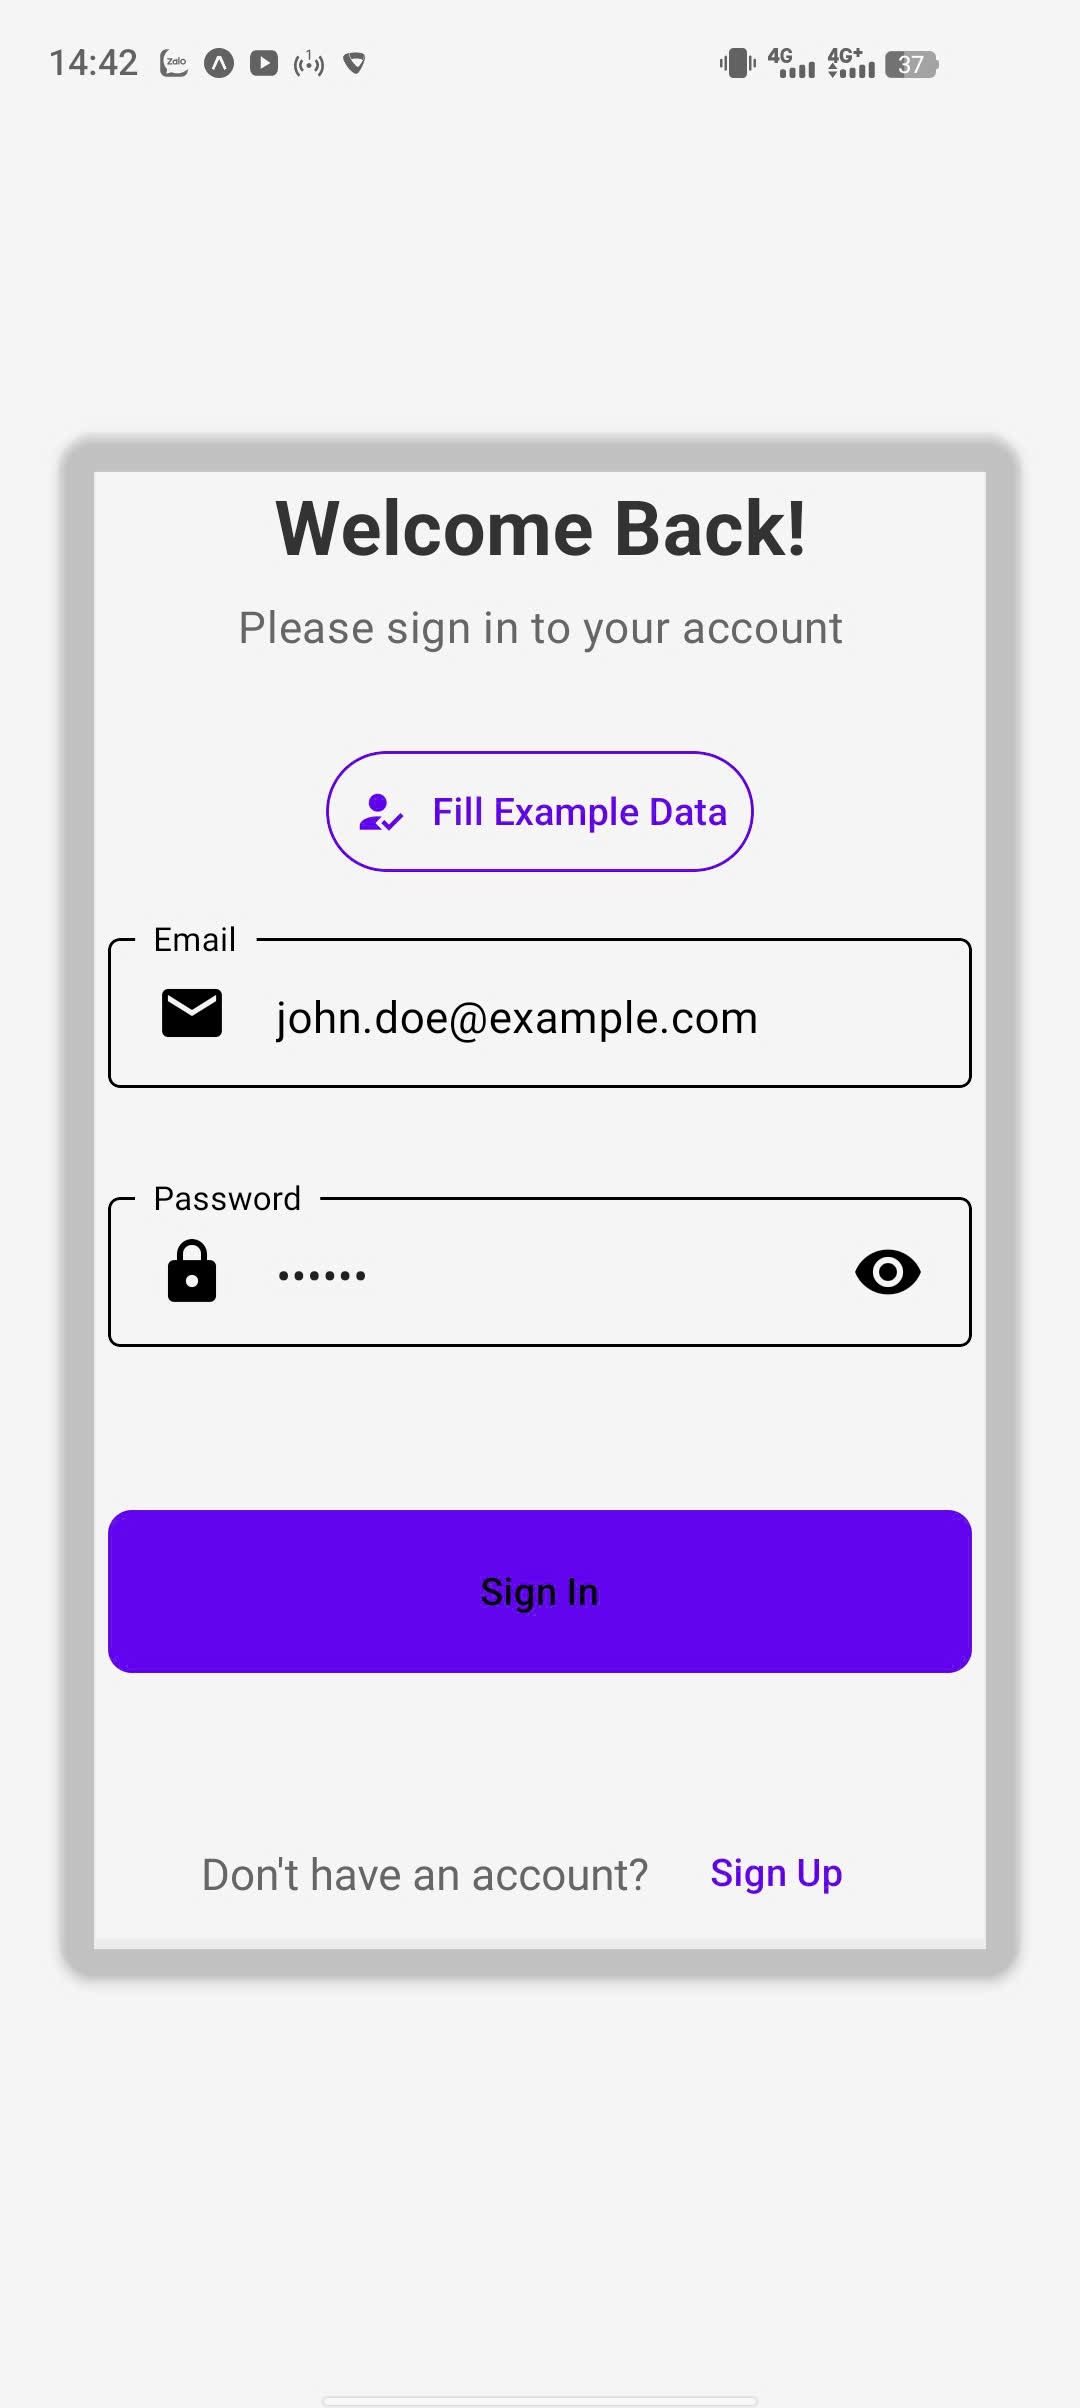 14:42 Zalo 1 4G 4G+ 37
Welcome Back!
Please sign in to your account
Fill Example Data
Email
john.doe@example.com
Password
••••••
Sign In
Don't have an account? Sign Up